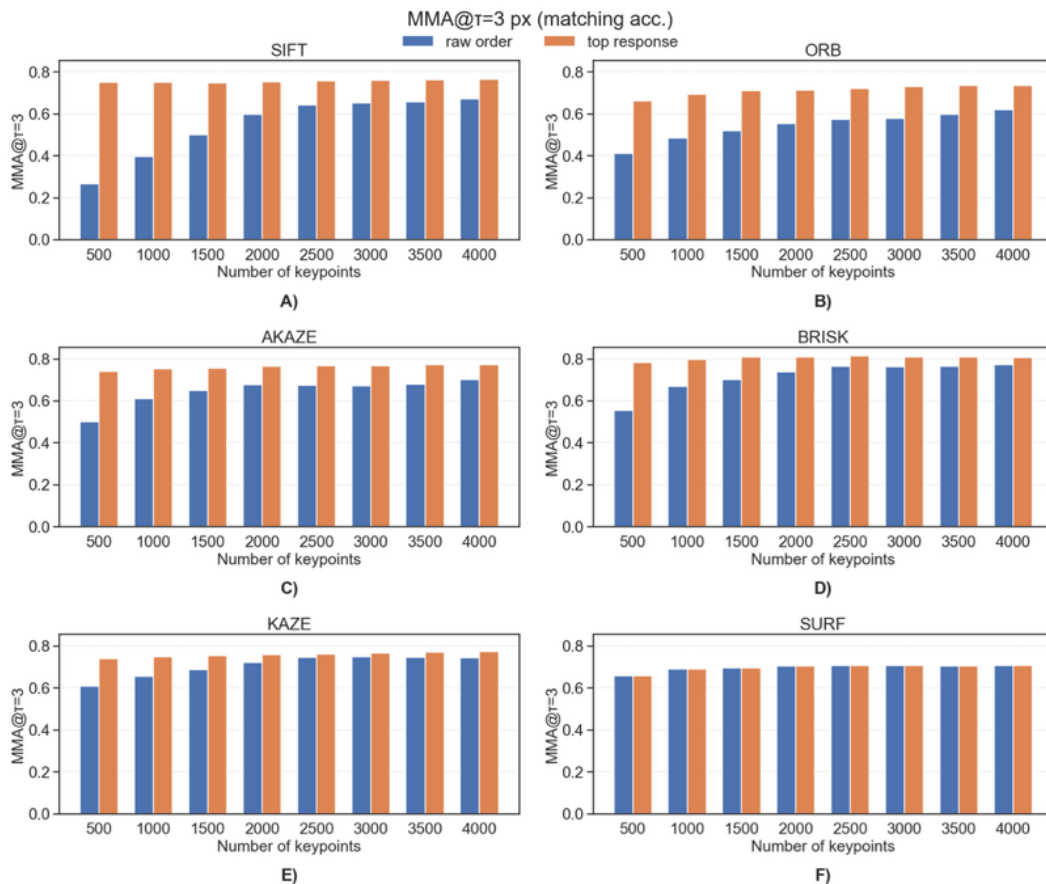 MMA@τ=3 px (matching acc.)
raw order top response
SIFT
MMA@τ=3
0.8
0.6
0.4
0.2
0.0
500 1000 1500 2000 2500 3000 3500 4000
Number of keypoints
A)
ORB
MMA@τ=3
0.8
0.6
0.4
0.2
0.0
500 1000 1500 2000 2500 3000 3500 4000
Number of keypoints
B)
AKAZE
MMA@τ=3
0.8
0.6
0.4
0.2
0.0
500 1000 1500 2000 2500 3000 3500 4000
Number of keypoints
C)
BRISK
MMA@τ=3
0.8
0.6
0.4
0.2
0.0
500 1000 1500 2000 2500 3000 3500 4000
Number of keypoints
D)
KAZE
MMA@τ=3
0.8
0.6
0.4
0.2
0.0
500 1000 1500 2000 2500 3000 3500 4000
Number of keypoints
E)
SURF
MMA@τ=3
0.8
0.6
0.4
0.2
0.0
500 1000 1500 2000 2500 3000 3500 4000
Number of keypoints
F)